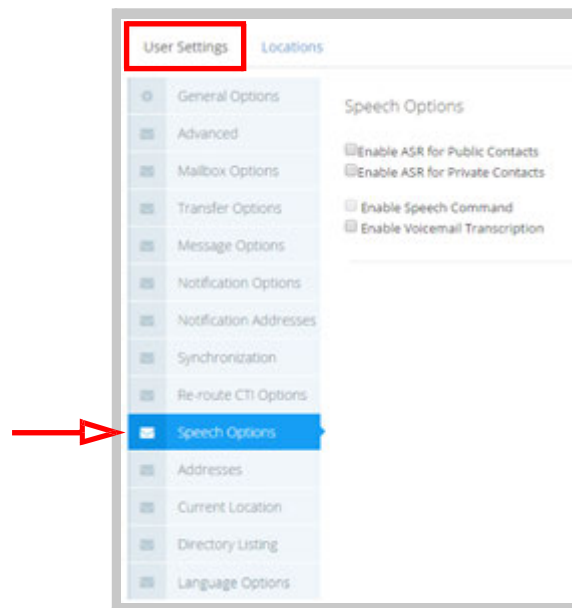 User Settings Locations
General Options
Advanced
Mailbox Options
Transfer Options
Message Options
Notification Options
Notification Addresses
Synchronization
Re-route CTI Options
Speech Options
Addresses
Current Location
Directory Listing
Language Options
Speech Options
Enable ASR for Public Contacts
Enable ASR for Private Contacts
Enable Speech Command
Enable Voicemail Transcription